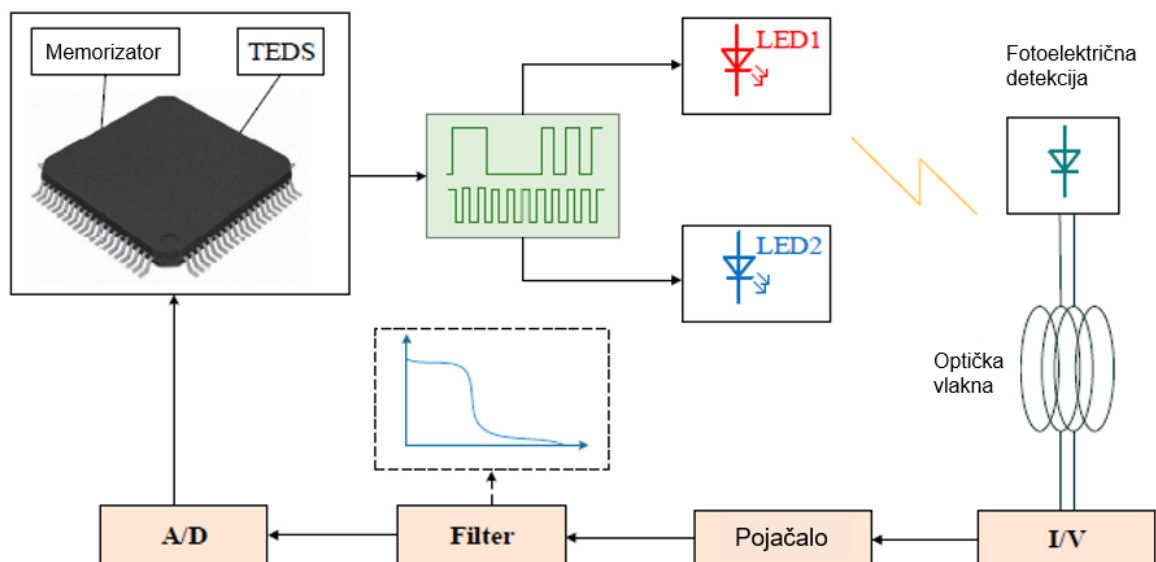 Memorizator
TEDS
LED1
Fotoelektrična
detekcija
LED2
Optička
vlakna
A/D
Filter
Pojačalo
I/V